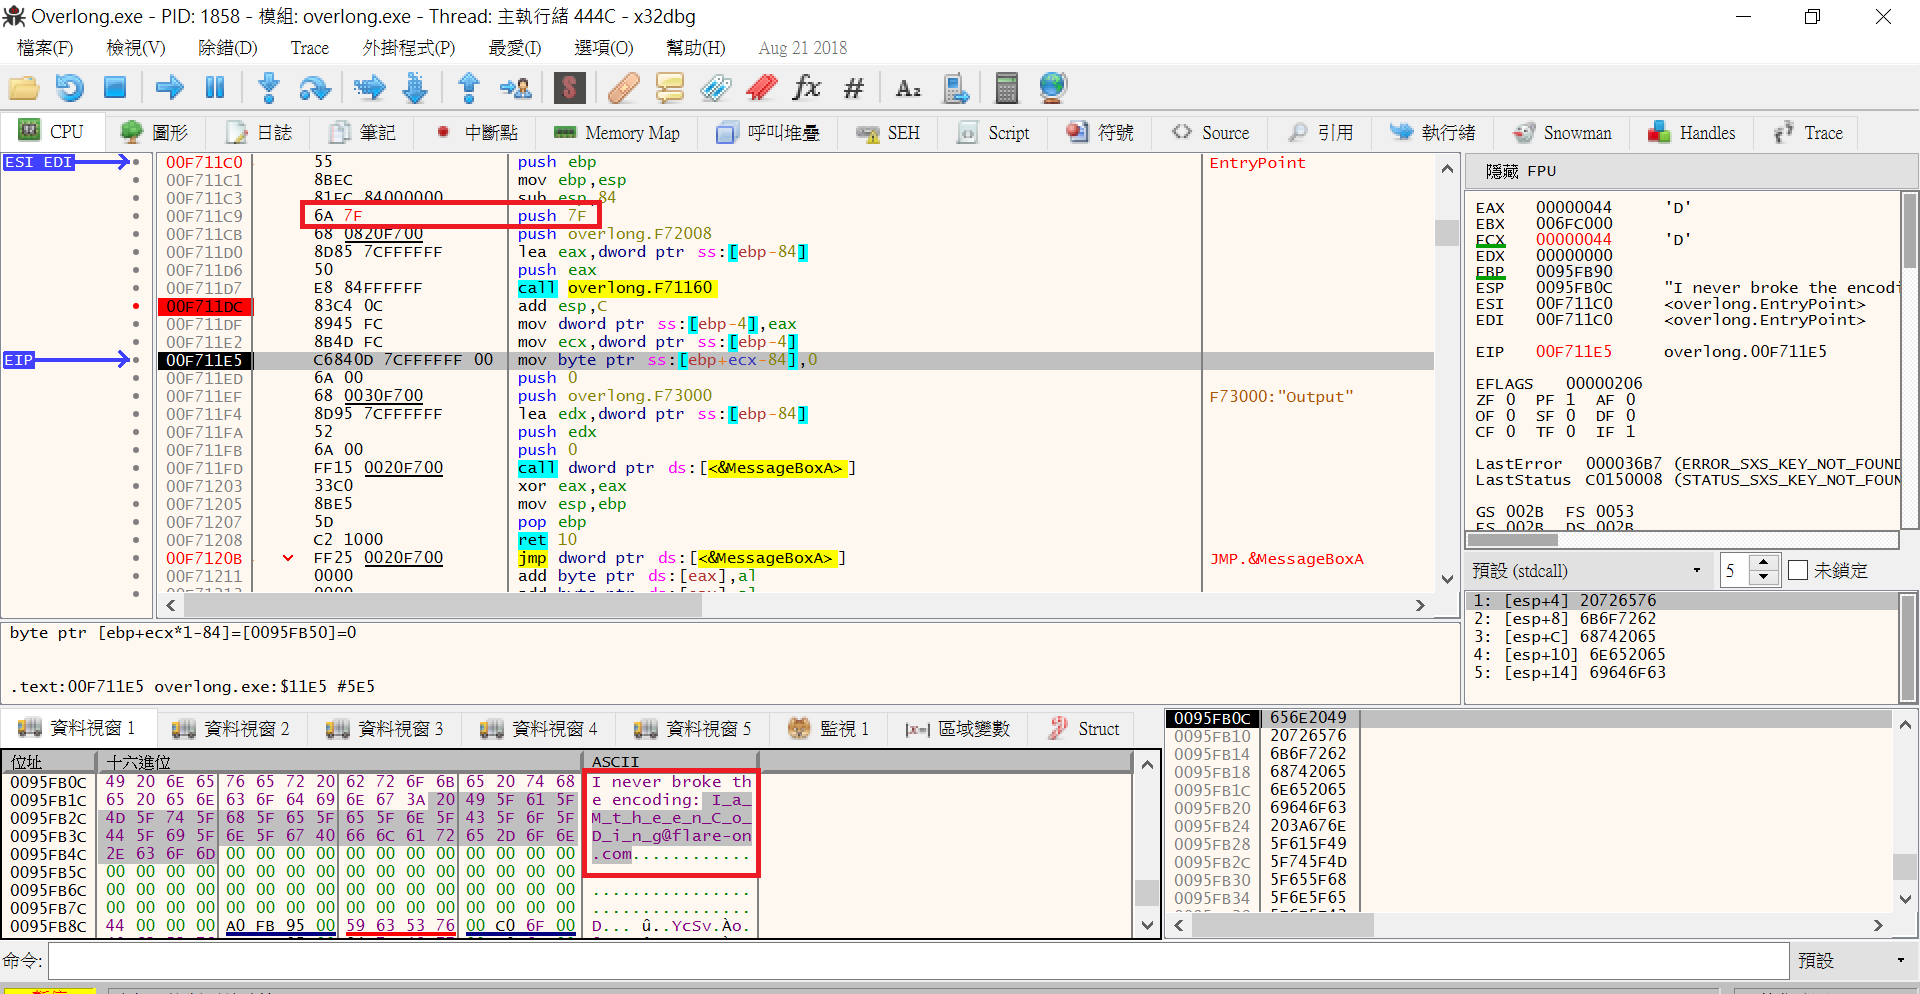 Overlong.exe - PID: 1858 - 模組: overlong.exe - Thread: 主執行緒 444C - x32dbg
檔案(F) 檢視(V) 除錯(D) Trace 外掛程式(P) 最愛(I) 選項(O) 幫助(H) Aug 21 2018
CPU 圖形 日誌 筆記 中斷點 Memory Map 呼叫堆疊 SEH Script 符號 Source 引用 執行緒 Snowman Handles Trace
ESI EDI 00F711C0 55 push ebp EntryPoint
00F711C1 8BEC mov ebp,esp
00F711C3 81EC 84000000 sub esp,84
00F711C9 6A 7F push 7F
00F711CB 68 0820F700 push overlong.F72008
00F711D0 8D85 7CFFFFFF lea eax,dword ptr ss:[ebp-84]
00F711D6 50 push eax
00F711D7 E8 84FFFFFF call overlong.F71160
00F711DC 83C4 0C add esp,C
00F711DF 8945 FC mov dword ptr ss:[ebp-4],eax
00F711E2 8B4D FC mov ecx,dword ptr ss:[ebp-4]
EIP 00F711E5 C6840D 7CFFFFFF 00 mov byte ptr ss:[ebp+ecx-84],0
00F711ED 6A 00 push 0
00F711EF 68 0030F700 push overlong.F73000 F73000:"Output"
00F711F4 8D95 7CFFFFFF lea edx,dword ptr ss:[ebp-84]
00F711FA 52 push edx
00F711FB 6A 00 push 0
00F711FD FF15 0020F700 call dword ptr ds:[<&MessageBoxA>]
00F71203 33C0 xor eax,eax
00F71205 8BE5 mov esp,ebp
00F71207 5D pop ebp
00F71208 C2 1000 ret 10
00F7120B FF25 0020F700 jmp dword ptr ds:[<&MessageBoxA>] JMP.&MessageBoxA
00F71211 0000 add byte ptr ds:[eax],al
隱藏 FPU
EAX 00000044 'D'
EBX 006FC000
ECX 00000044 'D'
EDX 00000000
EBP 0095FB90
ESP 0095FB0C "I never broke the encodi
ESI 00F711C0 <overlong.EntryPoint>
EDI 00F711C0 <overlong.EntryPoint>
EIP 00F711E5 overlong.00F711E5
EFLAGS 00000206
ZF 0 PF 1 AF 0
OF 0 SF 0 DF 0
CF 0 TF 0 IF 1
LastError 000036B7 (ERROR_SXS_KEY_NOT_FOUND
LastStatus C0150008 (STATUS_SXS_KEY_NOT_FOUN
GS 002B FS 0053
ES 002B DS 002B
預設 (stdcall) 5 未鎖定
1: [esp+4] 20726576
2: [esp+8] 6B6F7262
3: [esp+C] 68742065
4: [esp+10] 6E652065
5: [esp+14] 69646F63
byte ptr [ebp+ecx*1-84]=[0095FB50]=0
.text:00F711E5 overlong.exe:$11E5 #5E5
資料視窗 1 資料視窗 2 資料視窗 3 資料視窗 4 資料視窗 5 監視 1 區域變數 Struct
位址 十六進位 ASCII
0095FB0C 49 20 6E 65 76 65 72 20 62 72 6F 6B 65 20 74 68 I never broke th
0095FB1C 65 20 65 6E 63 6F 64 69 6E 67 3A 20 49 5F 61 5F e encoding: I_a_
0095FB2C 4D 5F 74 5F 68 5F 65 5F 65 5F 6E 5F 43 5F 6F 5F M_t_h_e_e_n_C_o_
0095FB3C 44 5F 69 5F 6E 5F 67 40 66 6C 61 72 65 2D 6F 6E D_i_n_g@flare-on
0095FB4C 2E 63 6F 6D 00 00 00 00 00 00 00 00 00 00 00 00 .com............
0095FB5C 00 00 00 00 00 00 00 00 00 00 00 00 00 00 00 00
0095FB6C 00 00 00 00 00 00 00 00 00 00 00 00 00 00 00 00 ................
0095FB7C 00 00 00 00 00 00 00 00 00 00 00 00 00 00 00 00 ................
0095FB8C 44 00 00 00 A0 FB 95 00 59 63 53 76 00 C0 6F 00 D... û..YcSv.Ào.
0095FB0C 656E2049
0095FB10 20726576
0095FB14 6B6F7262
0095FB18 68742065
0095FB1C 6E652065
0095FB20 69646F63
0095FB24 203A676E
0095FB28 5F615F49
0095FB2C 5F745F4D
0095FB30 5F655F68
0095FB34 5F6E5F65
命令: 預設